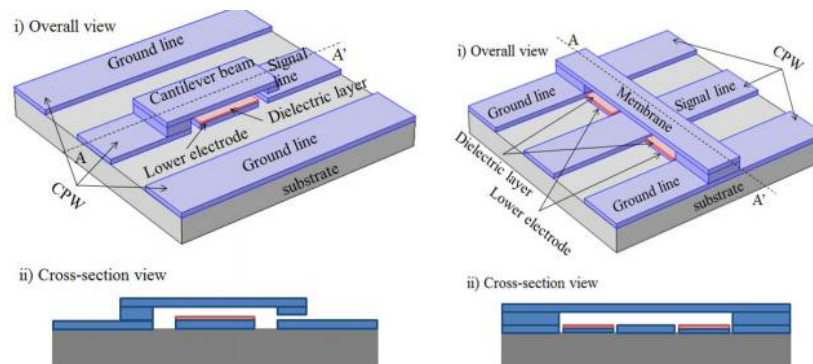 i) Overall view
Ground line
A'
Signal
line
Cantilever beam
Dielectric layer
Lower electrode
A
Ground line
CPW
substrate
ii) Cross-section view
i) Overall view
A
CPW
Ground line
Membrane
Signal line
Dielectric layer
Ground line
Lower electrode
substrate
A'
ii) Cross-section view